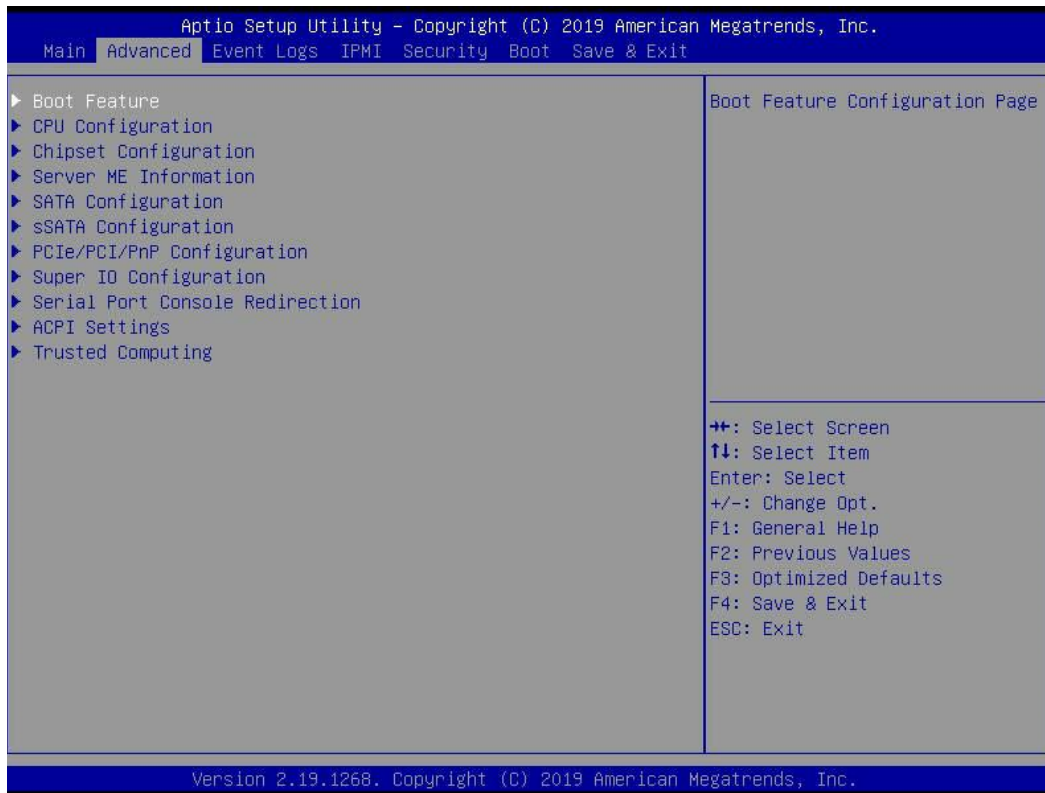 Aptio Setup Utility – Copyright (C) 2019 American Megatrends, Inc.
Main Advanced Event Logs IPMI Security Boot Save & Exit
▶ Boot Feature
▶ CPU Configuration
▶ Chipset Configuration
▶ Server ME Information
▶ SATA Configuration
▶ sSATA Configuration
▶ PCIe/PCI/PnP Configuration
▶ Super IO Configuration
▶ Serial Port Console Redirection
▶ ACPI Settings
▶ Trusted Computing
Boot Feature Configuration Page
→←: Select Screen
↑↓: Select Item
Enter: Select
+/-: Change Opt.
F1: General Help
F2: Previous Values
F3: Optimized Defaults
F4: Save & Exit
ESC: Exit
Version 2.19.1268. Copyright (C) 2019 American Megatrends, Inc.